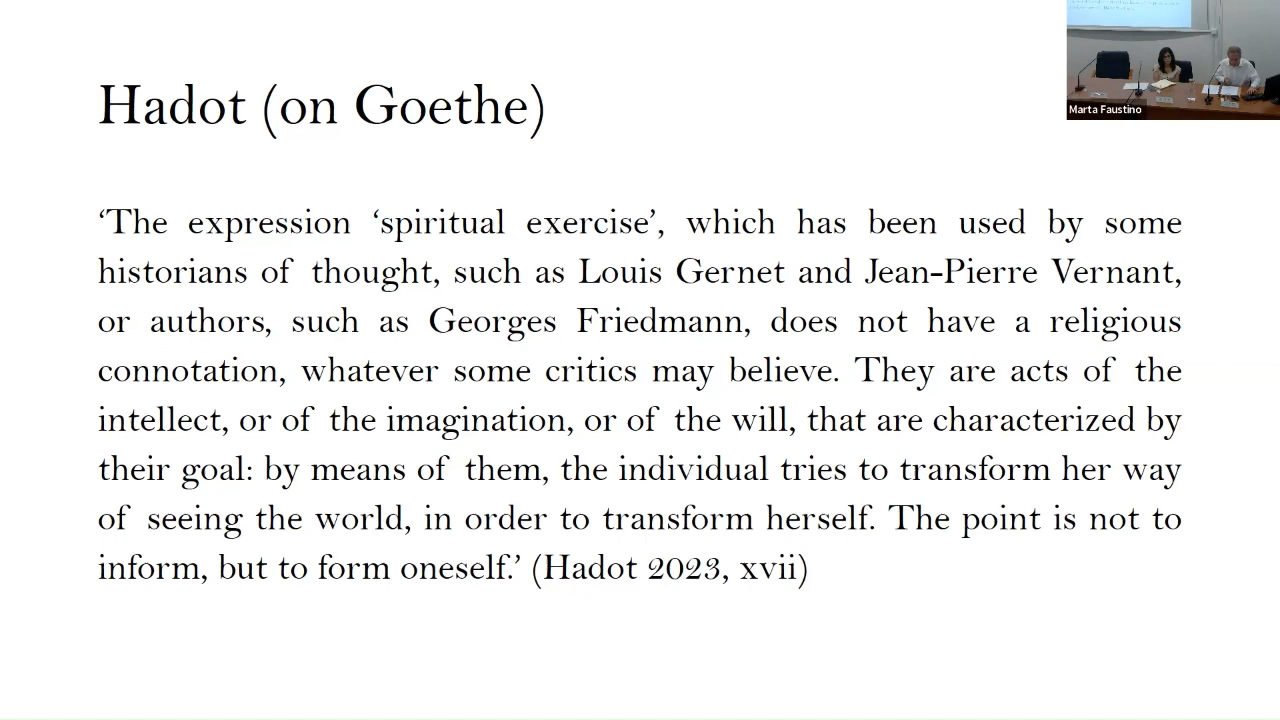 Hadot (on Goethe)
‘The expression ‘spiritual exercise’, which has been used by some
historians of thought, such as Louis Gernet and Jean-Pierre Vernant,
or authors, such as Georges Friedmann, does not have a religious
connotation, whatever some critics may believe. They are acts of the
intellect, or of the imagination, or of the will, that are characterized by
their goal: by means of them, the individual tries to transform her way
of seeing the world, in order to transform herself. The point is not to
inform, but to form oneself.’ (Hadot 2023, xvii)
Marta Faustino